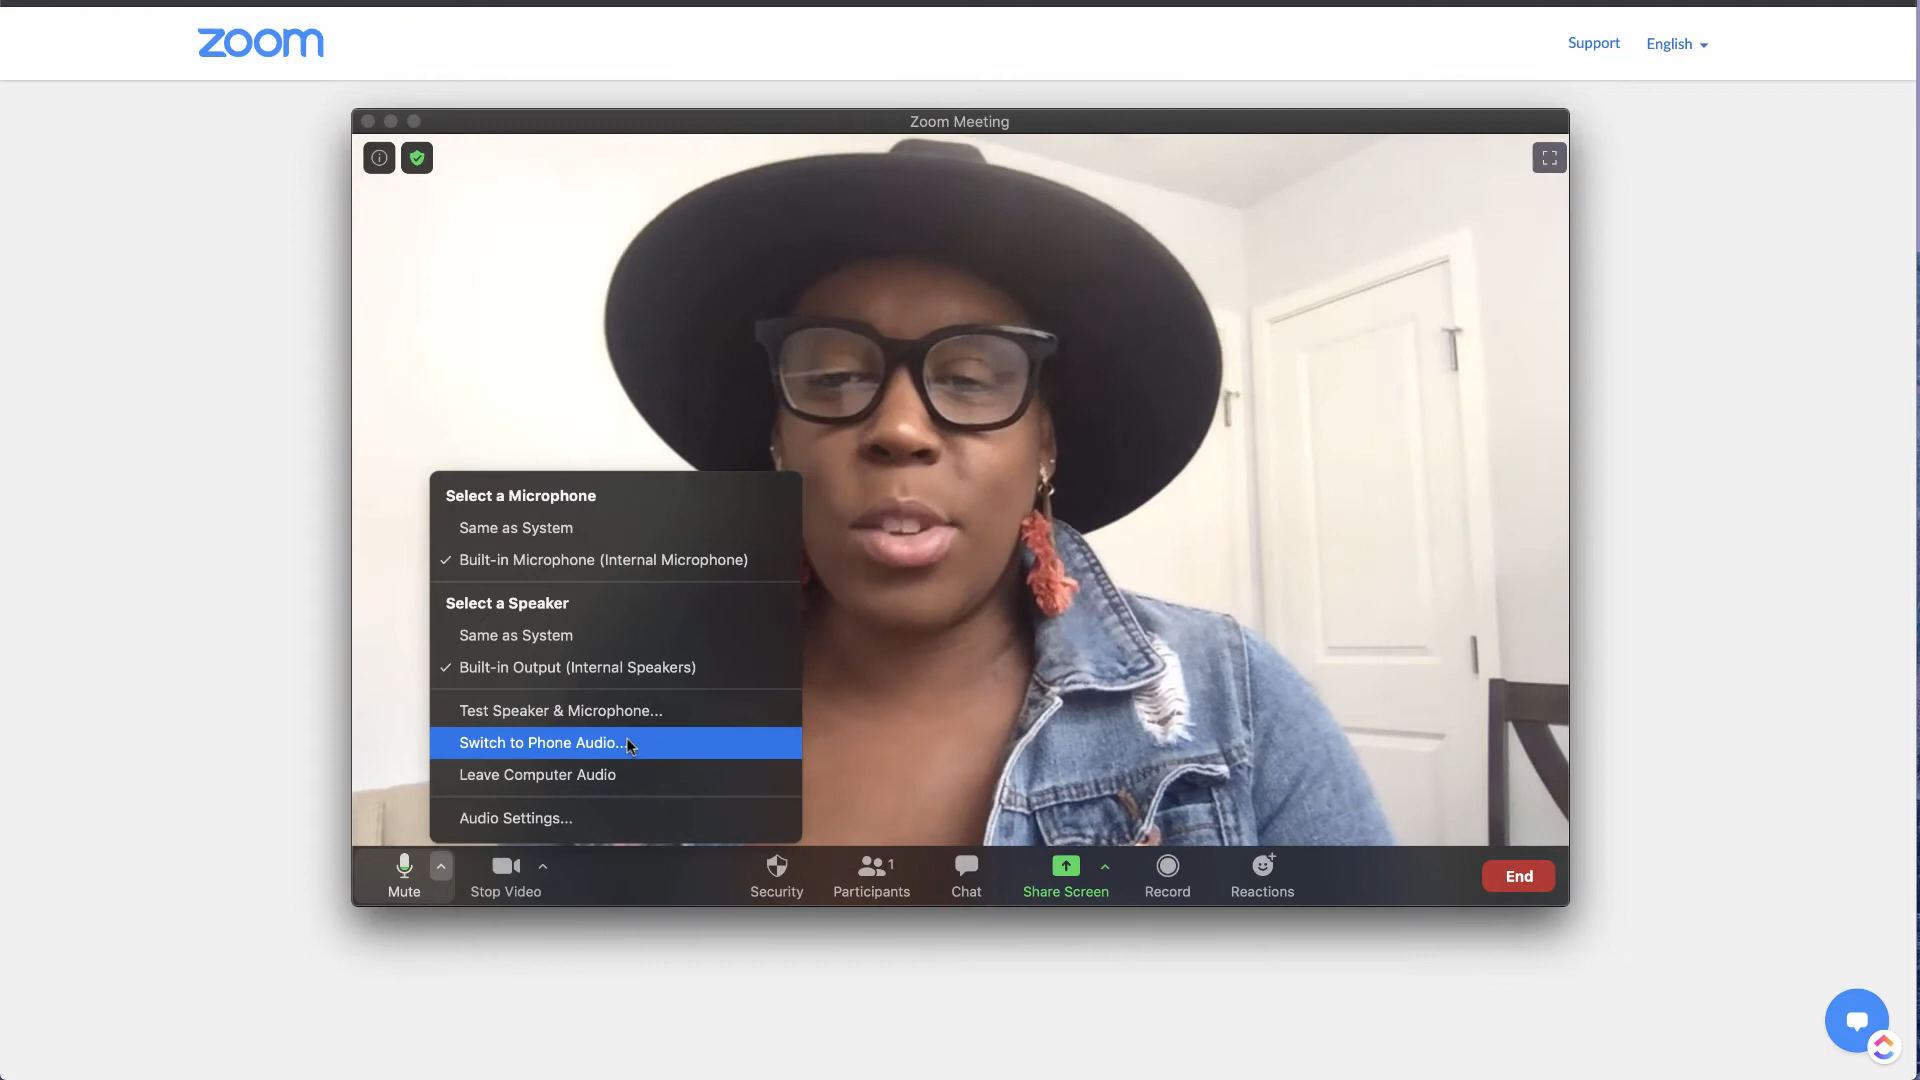 zoom
Support
English
Zoom Meeting
Select a Microphone
Same as System
Built-in Microphone (Internal Microphone)
Select a Speaker
Same as System
Built-in Output (Internal Speakers)
Test Speaker & Microphone...
Switch to Phone Audio...
Leave Computer Audio
Audio Settings...
Mute
Stop Video
Security
1
Participants
Chat
Share Screen
Record
Reactions
End